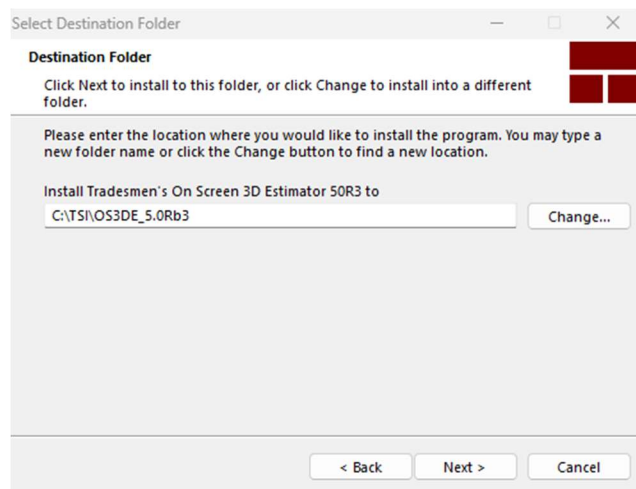 Select Destination Folder
Destination Folder
Click Next to install to this folder, or click Change to install into a different
folder.
Please enter the location where you would like to install the program. You may type a
new folder name or click the Change button to find a new location.
Install Tradesmen's On Screen 3D Estimator 50R3 to
C:\TSI\OS3DE_5.0Rb3
Change...
< Back
Next >
Cancel